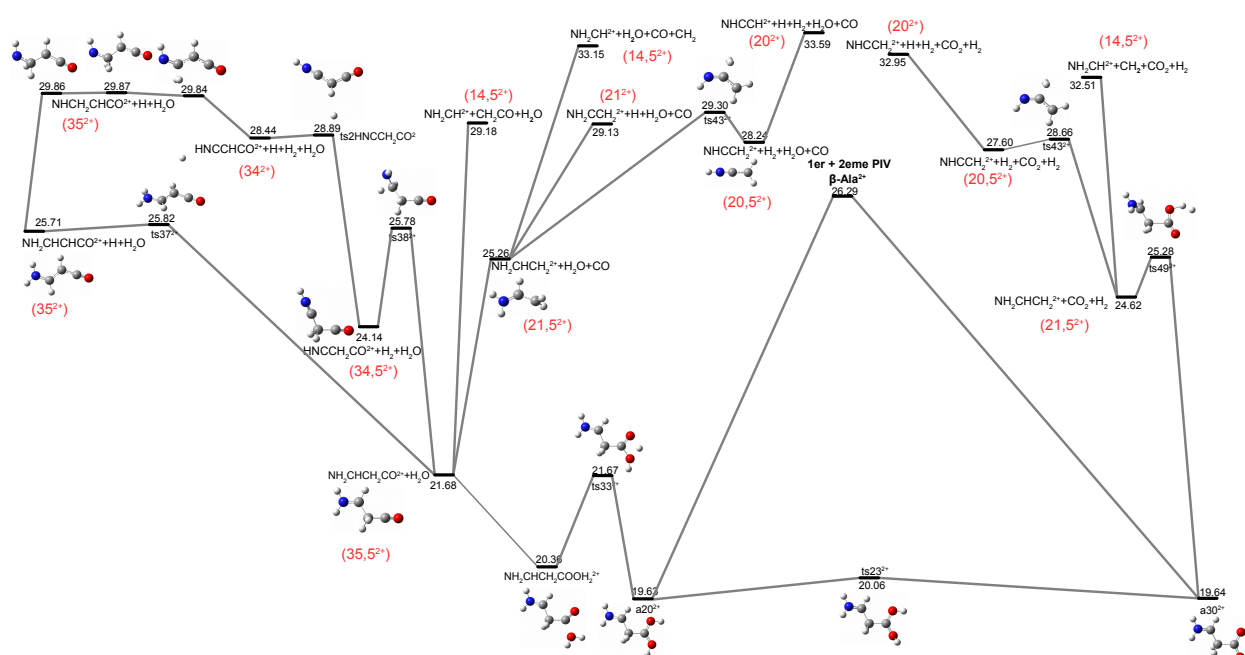 NH2CH2++H2O+CO+CH2
33.15
(14,5²⁺)
NHCCH2++H+H2+H2O+CO
(20²⁺)
33.59
(20²⁺)
NHCCH22++H+H2+CO2+H2
32.95
(14,5²⁺)
NH2CH2++CH2+CO2+H2
32.51
29.86
29.87
29.84
NHCH2CHCO2++H+H2O
(35²⁺)
28.44
HNCCHCO2++H+H2+H2O
(34²⁺)
28.89
ts2HNCCH2CO2
(14,5²⁺)
NH2CH2++CH2CO+H2O
29.18
(21²⁺)
NH2CCH22++H+H2O+CO
29.13
29.30
ts43²⁺
28.24
NHCCH22++H2+H2O+CO
(20,5²⁺)
1er + 2eme PIV
β-Ala²⁺
26.29
27.60
NHCCH22++H2+CO2+H2
(20,5²⁺)
28.66
ts43²⁺
25.71
NH2CHCHCO2++H+H2O
(35²⁺)
25.82
ts37²⁺
25.78
ts38²⁺
24.14
HNCCH2CO2++H2+H2O
(34,5²⁺)
25.26
NH2CHCH22++H2O+CO
(21,5²⁺)
25.28
ts49²⁺
NH2CHCH22++CO2+H2
24.62
(21,5²⁺)
NH2CHCH2CO2++H2O
21.68
(35,5²⁺)
21.67
ts33²⁺
20.36
NH2CHCH2COOH22+
19.63
a20²⁺
ts23²⁺
20.06
19.64
a30²⁺